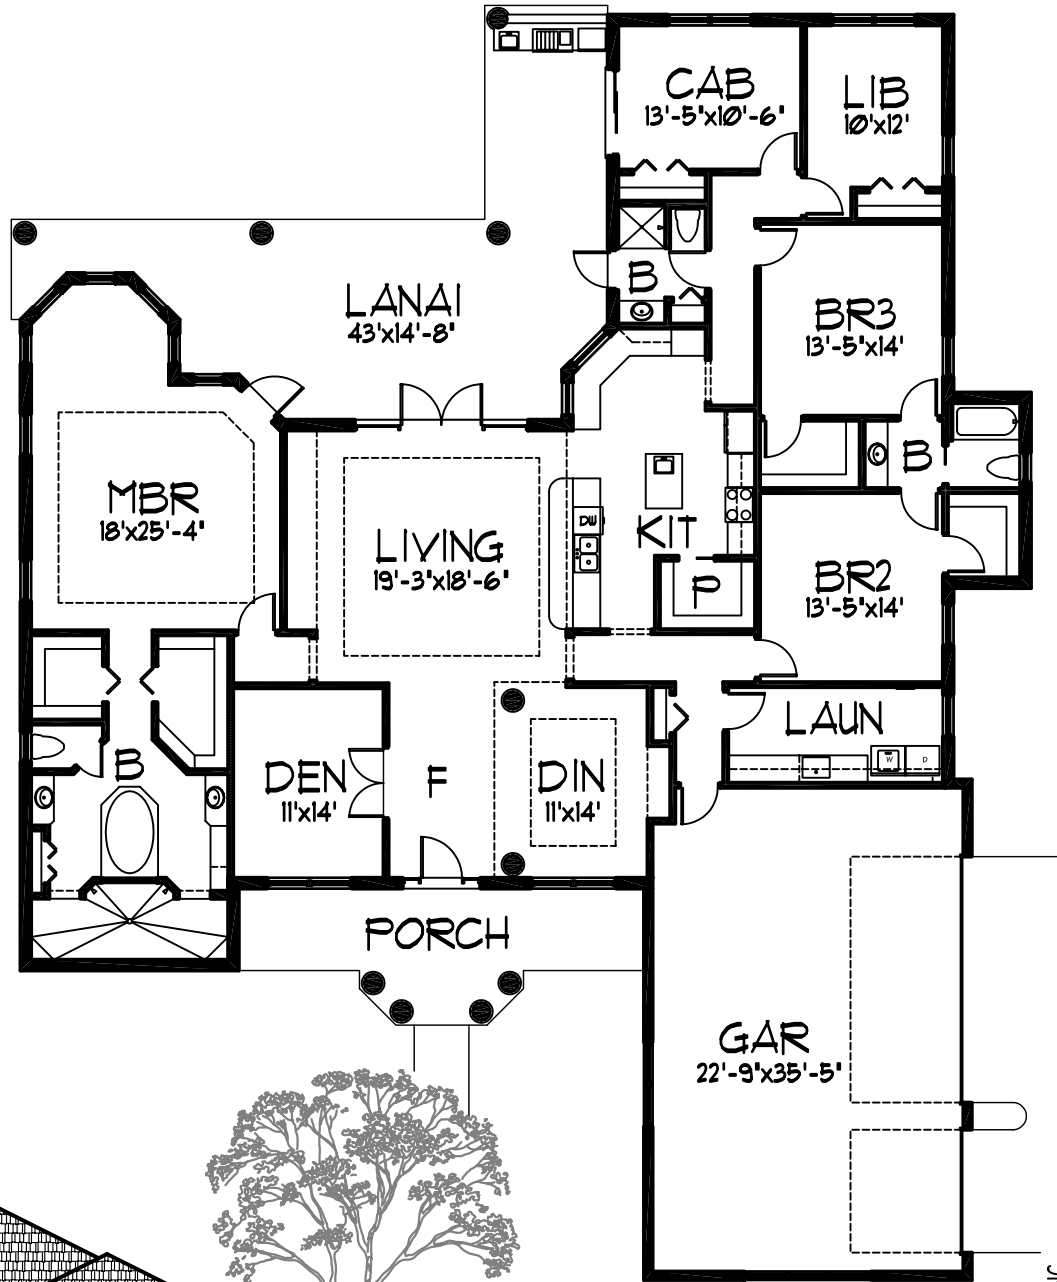 CAB
13'-5"x10'-6"
LIB
10'x12'
B
LANAI
43'x14'-8"
BR3
13'-5"x14'
B
MBR
18'x25'-4"
LIVING
19'-3"x18'-6"
DW
KIT
P
BR2
13'-5"x14'
LAUN
W
D
B
DEN
11'x14'
F
DIN
11'x14'
PORCH
GAR
22'-9"x35'-5"